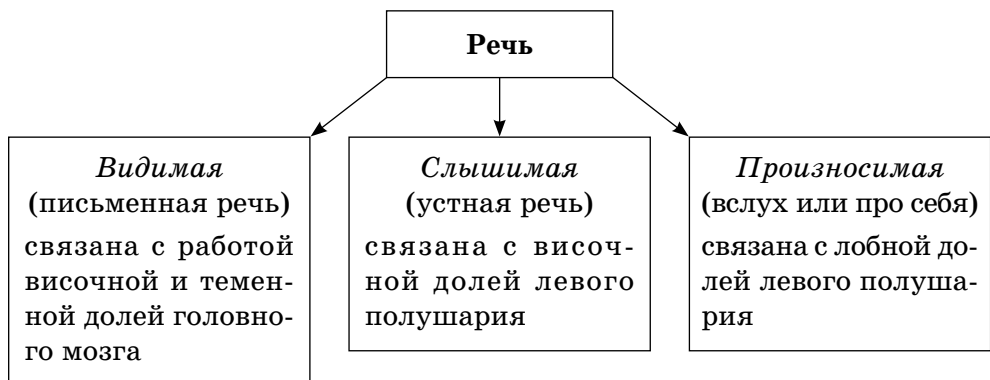 Речь
Видимая
(письменная речь)
связана с работой
височной и темен-
ной долей головно-
го мозга
Слышимая
(устная речь)
связана с височ-
ной долей левого
полушария
Произносимая
(вслух или про себя)
связана с лобной до-
лей левого полуша-
рия